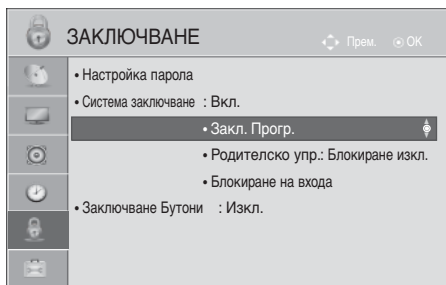 ЗАКЛЮЧВАНЕ
Прем. OK
• Настройка парола
• Система заключване : Вкл.
• Закл. Прогр.
• Родителско упр.: Блокиране изкл.
• Блокиране на входа
• Заключване Бутони : Изкл.